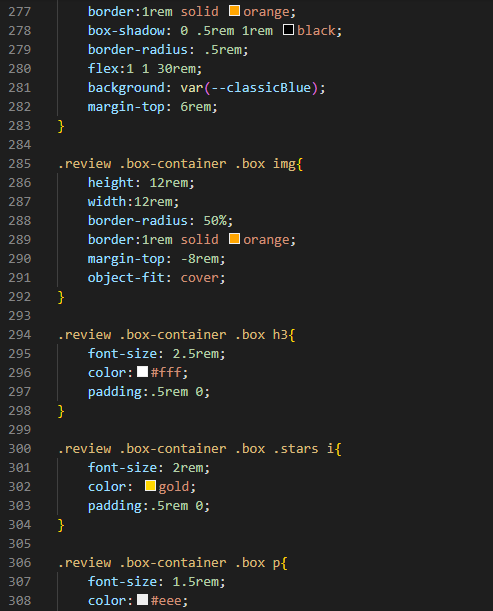 277 border:1rem solid orange;
278 box-shadow: 0 .5rem 1rem black;
279 border-radius: .5rem;
280 flex:1 1 30rem;
281 background: var(--classicBlue);
282 margin-top: 6rem;
283 }
284
285 .review .box-container .box img{
286 height: 12rem;
287 width:12rem;
288 border-radius: 50%;
289 border:1rem solid orange;
290 margin-top: -8rem;
291 object-fit: cover;
292 }
293
294 .review .box-container .box h3{
295 font-size: 2.5rem;
296 color:#fff;
297 padding:.5rem 0;
298 }
299
300 .review .box-container .box .stars i{
301 font-size: 2rem;
302 color: gold;
303 padding:.5rem 0;
304 }
305
306 .review .box-container .box p{
307 font-size: 1.5rem;
308 color:#eee;